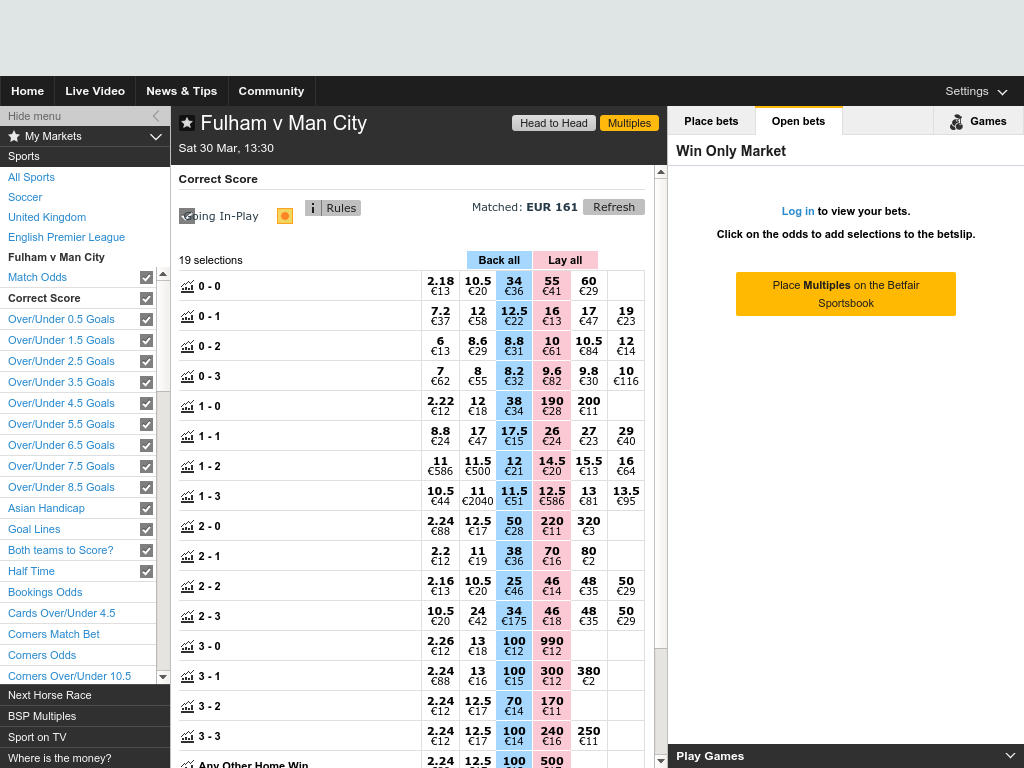 Home
Live Video
News & Tips
Community
Settings
Hide menu
My Markets
Sports
All Sports
Soccer
United Kingdom
English Premier League
Fulham v Man City
Match Odds
Correct Score
Over/Under 0.5 Goals
Over/Under 1.5 Goals
Over/Under 2.5 Goals
Over/Under 3.5 Goals
Over/Under 4.5 Goals
Over/Under 5.5 Goals
Over/Under 6.5 Goals
Over/Under 7.5 Goals
Over/Under 8.5 Goals
Asian Handicap
Goal Lines
Both teams to Score?
Half Time
Bookings Odds
Cards Over/Under 4.5
Corners Match Bet
Corners Odds
Corners Over/Under 10.5
Next Horse Race
BSP Multiples
Sport on TV
Where is the money?
Fulham v Man City
Head to Head
Multiples
Sat 30 Mar, 13:30
Correct Score
Going In-Play
i Rules
Matched: EUR 161
Refresh
19 selections
Back all
Lay all
0 - 0
2.18 10.5 34 55 60
€13 €20 €36 €41 €29
0 - 1
7.2 12 12.5 16 17 19
€37 €58 €22 €13 €47 €23
0 - 2
6 8.6 8.8 10 10.5 12
€13 €29 €31 €61 €84 €14
0 - 3
7 8 8.2 9.6 9.8 10
€62 €55 €32 €82 €30 €116
1 - 0
2.22 12 38 190 200
€12 €18 €34 €28 €11
1 - 1
8.8 17 17.5 26 27 29
€24 €47 €15 €24 €23 €40
1 - 2
11 11.5 12 14.5 15.5 16
€586 €500 €21 €20 €13 €64
1 - 3
10.5 11 11.5 12.5 13 13.5
€44 €2040 €51 €586 €81 €95
2 - 0
2.24 12.5 50 220 320
€88 €17 €28 €11 €3
2 - 1
2.2 11 38 70 80
€12 €19 €36 €16 €2
2 - 2
2.16 10.5 25 46 48 50
€13 €20 €46 €14 €35 €29
2 - 3
10.5 24 34 46 48 50
€20 €42 €175 €18 €35 €29
3 - 0
2.26 13 100 990
€12 €18 €12 €12
3 - 1
2.24 13 100 300 380
€88 €16 €15 €12 €2
3 - 2
2.24 12.5 70 170
€12 €17 €14 €11
3 - 3
2.24 12.5 100 240 250
€12 €17 €14 €16 €11
Any Other Home Win
2.24 12.5 100 500
Place bets
Open bets
Games
Win Only Market
Log in to view your bets.
Click on the odds to add selections to the betslip.
Place Multiples on the Betfair
Sportsbook
Play Games